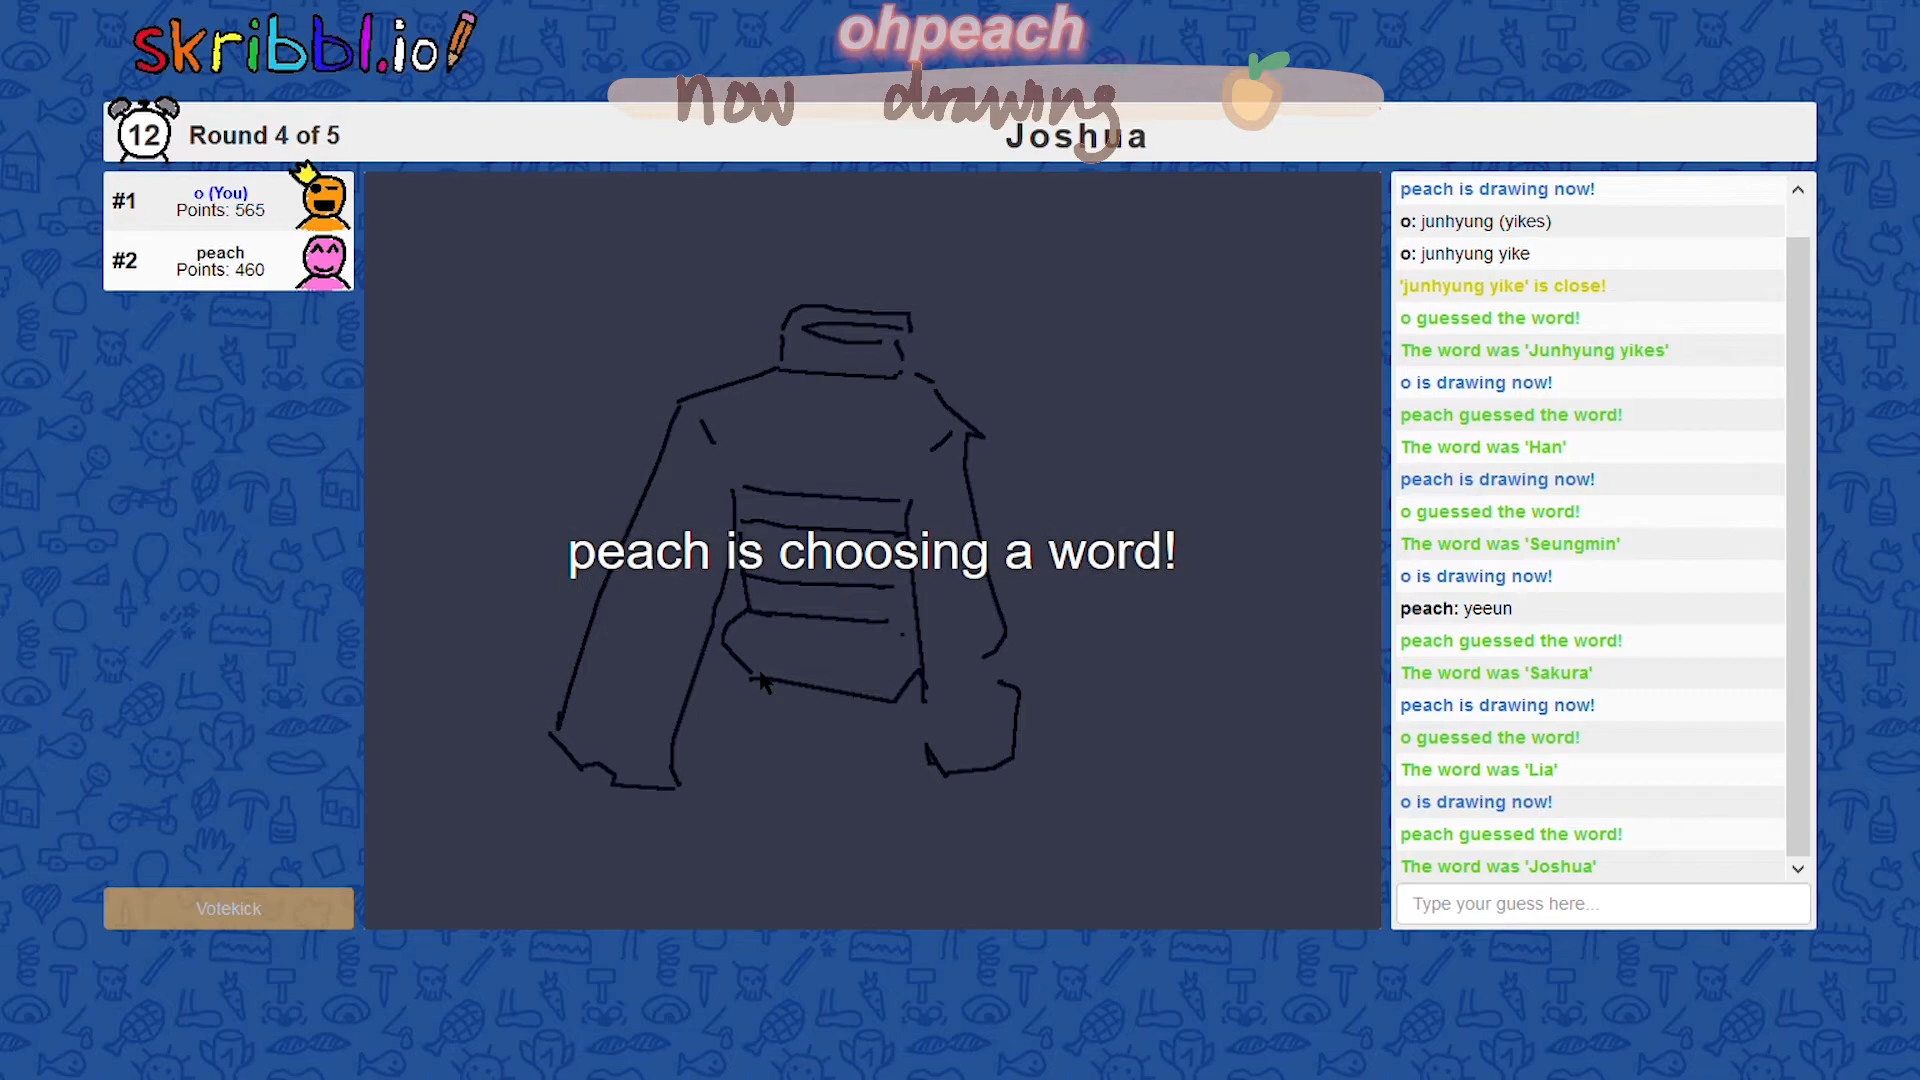 skribbl.io
ohpeach
now drawing
12
Round 4 of 5
Joshua
#1
o (You)
Points: 565
#2
peach
Points: 460
peach is choosing a word!
Votekick
peach is drawing now!
o: junhyung (yikes)
o: junhyung yike
'junhyung yike' is close!
o guessed the word!
The word was 'Junhyung yikes'
o is drawing now!
peach guessed the word!
The word was 'Han'
peach is drawing now!
o guessed the word!
The word was 'Seungmin'
o is drawing now!
peach: yeeun
peach guessed the word!
The word was 'Sakura'
peach is drawing now!
o guessed the word!
The word was 'Lia'
o is drawing now!
peach guessed the word!
The word was 'Joshua'
Type your guess here...